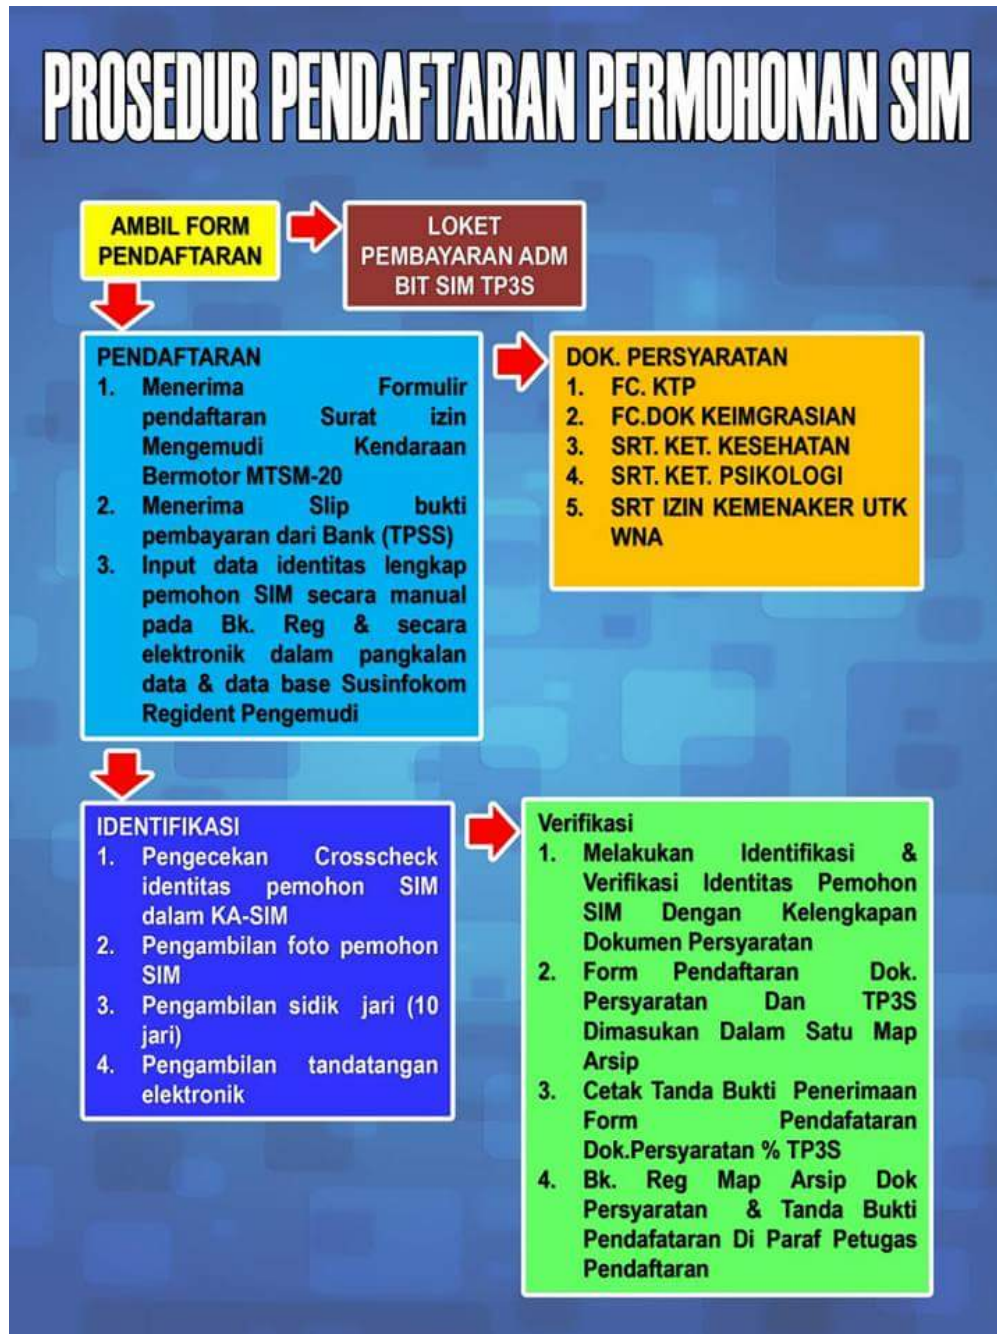 PROSEDUR PENDAFTARAN PERMOHONAN SIM
AMBIL FORM
PENDAFTARAN
LOKET
PEMBAYARAN ADM
BIT SIM TP3S
PENDAFTARAN
1. Menerima Formulir
pendaftaran Surat izin
Mengemudi Kendaraan
Bermotor MTSM-20
2. Menerima Slip bukti
pembayaran dari Bank (TPSS)
3. Input data identitas lengkap
pemohon SIM secara manual
pada Bk. Reg & secara
elektronik dalam pangkalan
data & data base Susinfokom
Regident Pengemudi
DOK. PERSYARATAN
1. FC. KTP
2. FC.DOK KEIMGRASIAN
3. SRT. KET. KESEHATAN
4. SRT. KET. PSIKOLOGI
5. SRT IZIN KEMENAKER UTK
WNA
IDENTIFIKASI
1. Pengecekan Crosscheck
identitas pemohon SIM
dalam KA-SIM
2. Pengambilan foto pemohon
SIM
3. Pengambilan sidik jari (10
jari)
4. Pengambilan tandatangan
elektronik
Verifikasi
1. Melakukan Identifikasi &
Verifikasi Identitas Pemohon
SIM Dengan Kelengkapan
Dokumen Persyaratan
2. Form Pendaftaran Dok.
Persyaratan Dan TP3S
Dimasukan Dalam Satu Map
Arsip
3. Cetak Tanda Bukti Penerimaan
Form Pendafataran
Dok.Persyaratan % TP3S
4. Bk. Reg Map Arsip Dok
Persyaratan & Tanda Bukti
Pendafataran Di Paraf Petugas
Pendaftaran